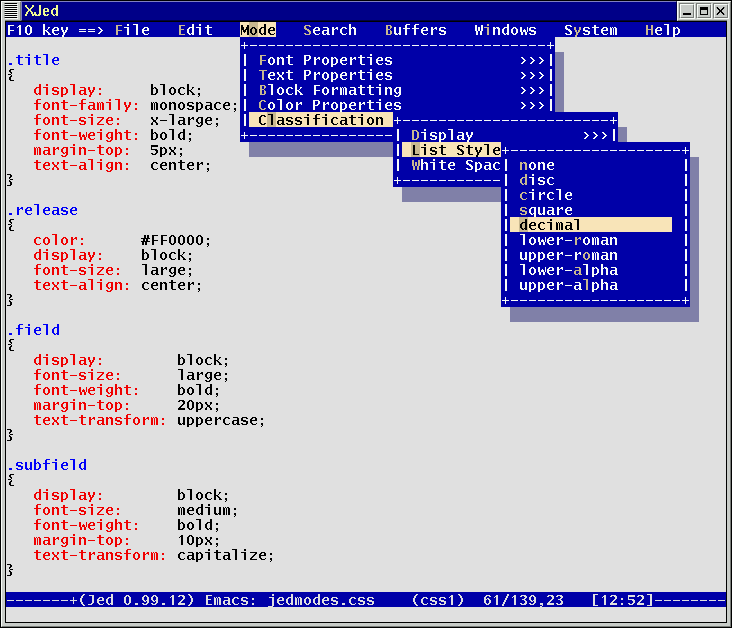 XJed
F10 key ==> File Edit Mode Search Buffers Windows System Help
Font Properties >>>
Text Properties >>>
Block Formatting >>>
Color Properties >>>
Classification
Display >>>
List Style
White Spac
none
disc
circle
square
decimal
lower-roman
upper-roman
lower-alpha
upper-alpha
.title
{
display: block;
font-family: monospace;
font-size: x-large;
font-weight: bold;
margin-top: 5px;
text-align: center;
}
.release
{
color: #FF0000;
display: block;
font-size: large;
text-align: center;
}
.field
{
display: block;
font-size: large;
font-weight: bold;
margin-top: 20px;
text-transform: uppercase;
}
.subfield
{
display: block;
font-size: medium;
font-weight: bold;
margin-top: 10px;
text-transform: capitalize;
}
-------+(Jed 0.99.12) Emacs: jedmodes.css (css1) 61/139,23 [12:52]--------